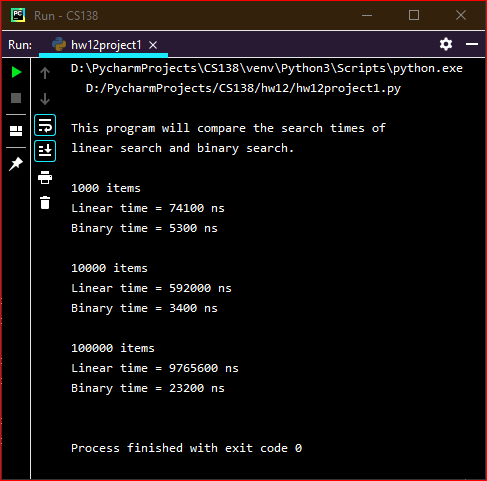 PC Run - CS138
Run: hw12project1
D:\PycharmProjects\CS138\venv\Python3\Scripts\python.exe
D:/PycharmProjects/CS138/hw12/hw12project1.py
This program will compare the search times of
linear search and binary search.
1000 items
Linear time = 74100 ns
Binary time = 5300 ns
10000 items
Linear time = 592000 ns
Binary time = 3400 ns
100000 items
Linear time = 9765600 ns
Binary time = 23200 ns
Process finished with exit code 0